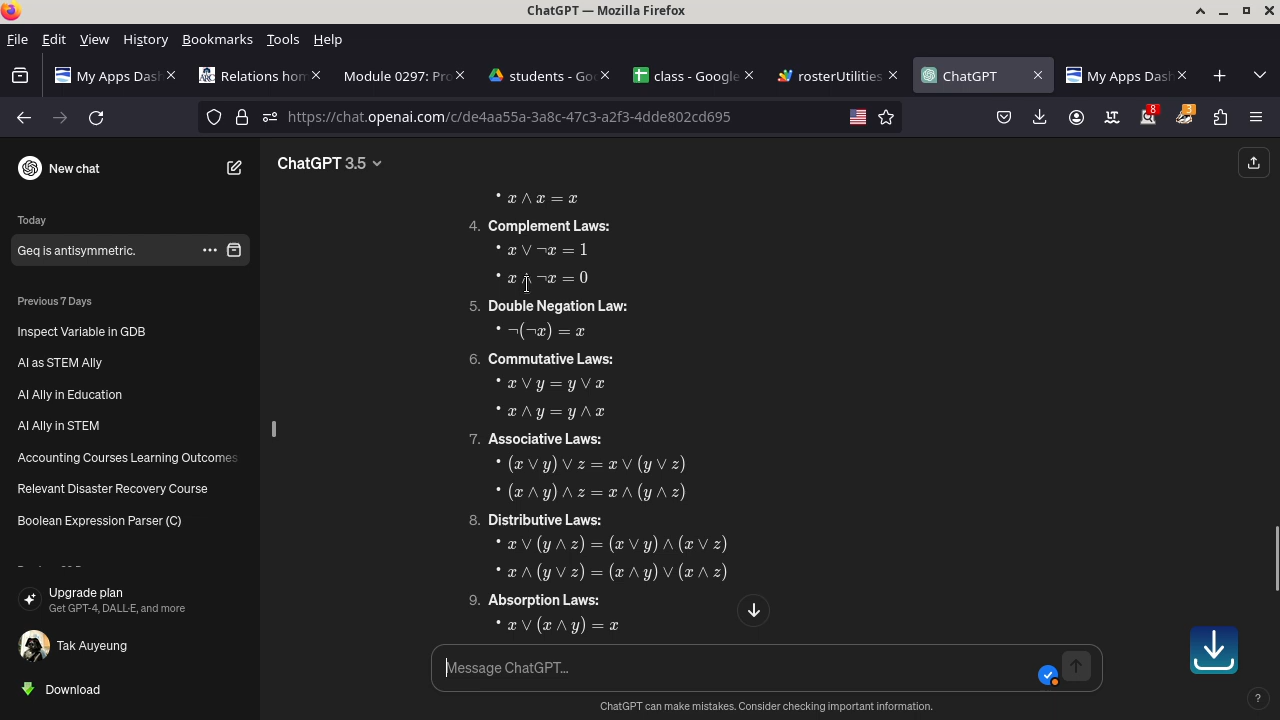 ChatGPT — Mozilla Firefox
File Edit View History Bookmarks Tools Help
My Apps Dash Relations hom Module 0297: Pro students - Goo class - Google rosterUtilities ChatGPT My Apps Dash
https://chat.openai.com/c/de4aa55a-3a8c-47c3-a2f3-4dde802cd695 8 3
New chat
Today
Geq is antisymmetric.
Previous 7 Days
Inspect Variable in GDB
AI as STEM Ally
AI Ally in Education
AI Ally in STEM
Accounting Courses Learning Outcomes
Relevant Disaster Recovery Course
Boolean Expression Parser (C)
Upgrade plan
Get GPT-4, DALL·E, and more
Tak Auyeung
Download
ChatGPT 3.5
• x ∧ x = x
4. Complement Laws:
• x ∨ ¬x = 1
• x ∧ ¬x = 0
5. Double Negation Law:
• ¬(¬x) = x
6. Commutative Laws:
• x ∨ y = y ∨ x
• x ∧ y = y ∧ x
7. Associative Laws:
• (x ∨ y) ∨ z = x ∨ (y ∨ z)
• (x ∧ y) ∧ z = x ∧ (y ∧ z)
8. Distributive Laws:
• x ∨ (y ∧ z) = (x ∨ y) ∧ (x ∨ z)
• x ∧ (y ∨ z) = (x ∧ y) ∨ (x ∧ z)
9. Absorption Laws:
• x ∨ (x ∧ y) = x
Message ChatGPT...
ChatGPT can make mistakes. Consider checking important information.
?